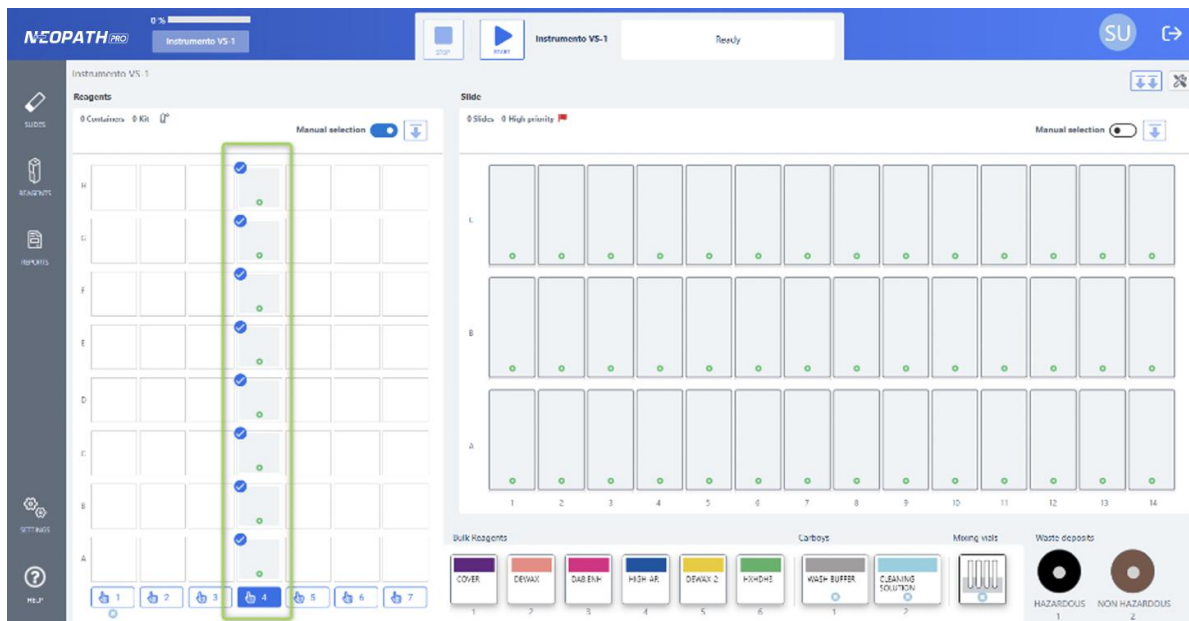 0 %
NEOPATH PRO
Instrumento VS-1
STOP
START
Instrumento VS-1
Ready
SU
Instrumento VS-1
SLIDES
REAGENTS
REPORTS
SETTINGS
HELP
Reagents
0 Containers 0 Kit
Manual selection
H
G
F
E
D
C
B
A
1 2 3 4 5 6 7
Slide
0 Slides 0 High priority
Manual selection
C
B
A
1 2 3 4 5 6 7 8 9 10 11 12 13 14
Bulk Reagents
COVER DEWAX DAB.ENH HIGH-AR DEWAX-2 HXHDHS
1 2 3 4 5 6
Carboys
WASH BUFFER CLEANING SOLUTION
1 2
Mixing vials
Waste deposits
HAZARDOUS NON HAZARDOUS
1 2